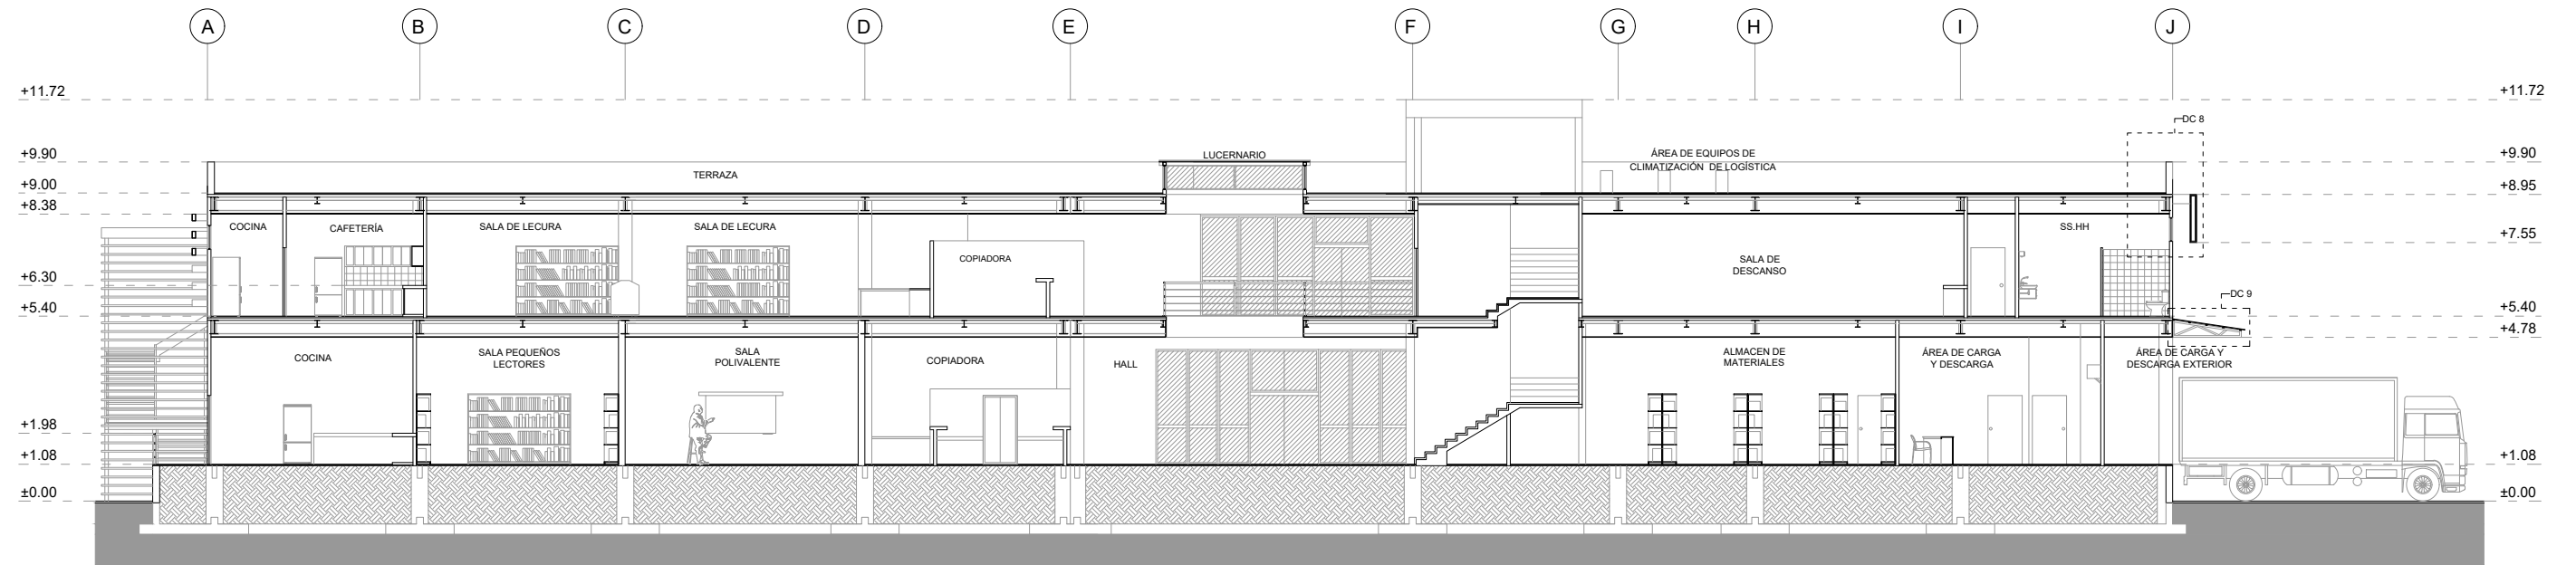 A B C D E F G H I J
+11.72 +11.72
DC 8
+9.90 LUCERNARIO ÁREA DE EQUIPOS DE +9.90
CLIMATIZACIÓN DE LOGÍSTICA
TERRAZA
+9.00 +8.95
+8.38
COCINA CAFETERÍA SALA DE LECURA SALA DE LECURA SS.HH
+7.55
COPIADORA SALA DE
DESCANSO
+6.30
DC 9
+5.40 +5.40
+4.78
COCINA SALA PEQUEÑOS
LECTORES
SALA
POLIVALENTE
COPIADORA
HALL
ALMACEN DE
MATERIALES
ÁREA DE CARGA
Y DESCARGA
ÁREA DE CARGA Y
DESCARGA EXTERIOR
+1.98
+1.08 +1.08
±0.00 ±0.00